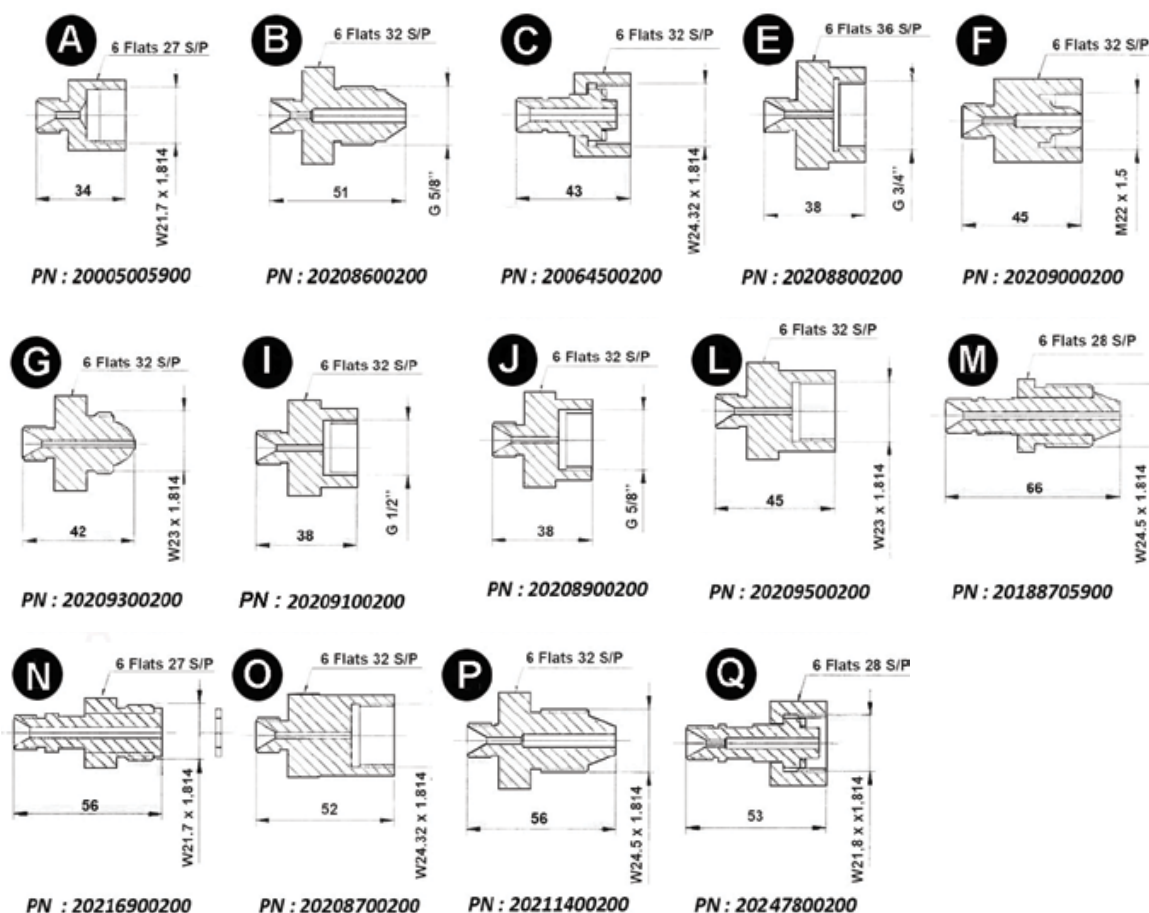 A
6 Flats 27 S/P
34
W21.7 x 1.814
PN : 20005005900
B
6 Flats 32 S/P
51
G 5/8’’
PN : 20208600200
C
6 Flats 32 S/P
43
W24.32 x 1.814
PN : 20064500200
E
6 Flats 36 S/P
38
G 3/4’’
PN : 20208800200
F
6 Flats 32 S/P
45
M22 x 1.5
PN : 20209000200
G
6 Flats 32 S/P
42
W23 x 1.814
PN : 20209300200
I
6 Flats 32 S/P
38
G 1/2’’
PN : 20209100200
J
6 Flats 32 S/P
38
G 5/8’’
PN : 20208900200
L
6 Flats 32 S/P
45
W23 x 1.814
PN : 20209500200
M
6 Flats 28 S/P
66
W24.5 x 1.814
PN : 20188705900
N
6 Flats 27 S/P
56
W21.7 x 1.814
PN : 20216900200
O
6 Flats 32 S/P
52
W24.32 x 1.814
PN : 20208700200
P
6 Flats 32 S/P
56
W24.5 x 1.814
PN : 20211400200
Q
6 Flats 28 S/P
53
W21.8 x x1.814
PN : 20247800200